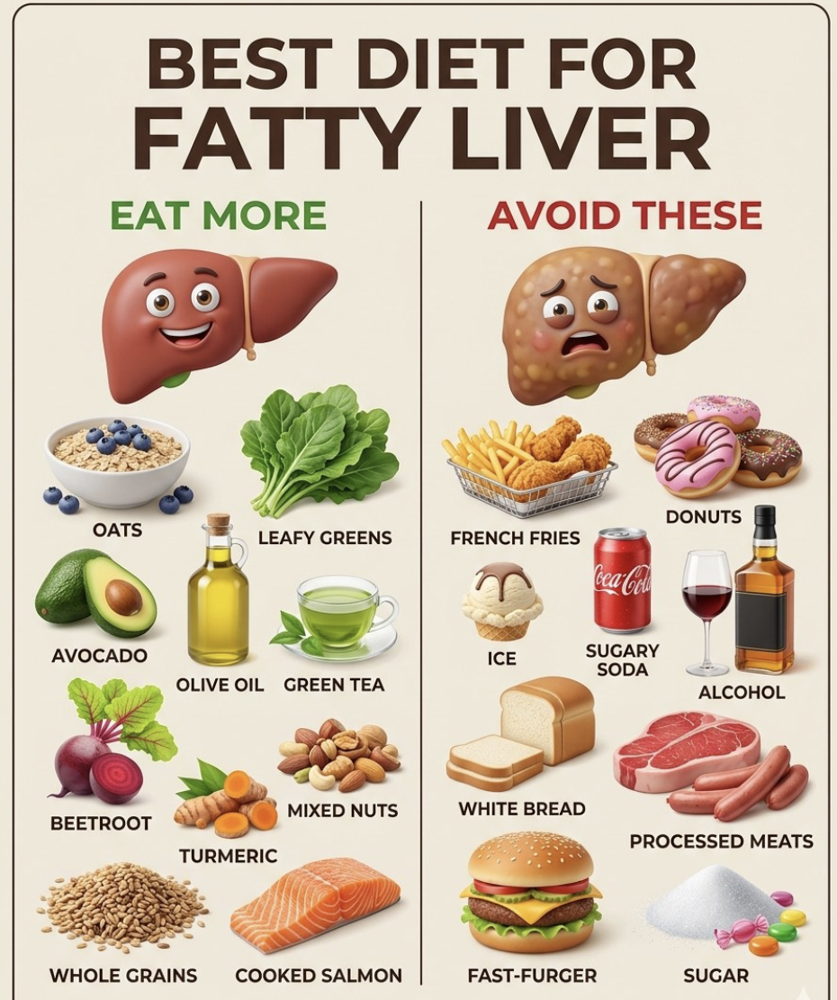 BEST DIET FOR
FATTY LIVER
EAT MORE
AVOID THESE
OATS
LEAFY GREENS
AVOCADO
OLIVE OIL
GREEN TEA
BEETROOT
TURMERIC
MIXED NUTS
WHOLE GRAINS
COOKED SALMON
FRENCH FRIES
DONUTS
ICE
Coca-Cola
SUGARY
SODA
ALCOHOL
WHITE BREAD
PROCESSED MEATS
FAST-FURGER
SUGAR